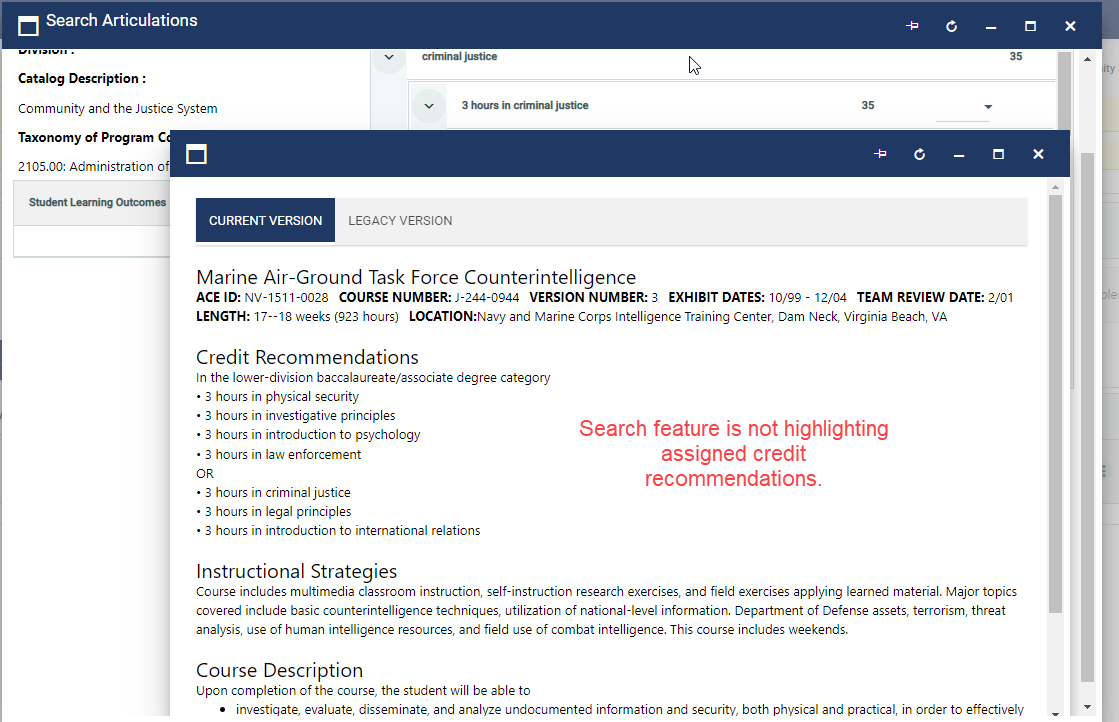 Search Articulations
Division :
criminal justice 35
Catalog Description :
Community and the Justice System
3 hours in criminal justice 35
Taxonomy of Program Co
2105.00: Administration of
Student Learning Outcomes
CURRENT VERSION LEGACY VERSION
Marine Air-Ground Task Force Counterintelligence
ACE ID: NV-1511-0028 COURSE NUMBER: J-244-0944 VERSION NUMBER: 3 EXHIBIT DATES: 10/99 - 12/04 TEAM REVIEW DATE: 2/01
LENGTH: 17--18 weeks (923 hours) LOCATION:Navy and Marine Corps Intelligence Training Center, Dam Neck, Virginia Beach, VA
Credit Recommendations
In the lower-division baccalaureate/associate degree category
• 3 hours in physical security
• 3 hours in investigative principles
• 3 hours in introduction to psychology
• 3 hours in law enforcement
OR
• 3 hours in criminal justice
• 3 hours in legal principles
• 3 hours in introduction to international relations
Search feature is not highlighting
assigned credit
recommendations.
Instructional Strategies
Course includes multimedia classroom instruction, self-instruction research exercises, and field exercises applying learned material. Major topics
covered include basic counterintelligence techniques, utilization of national-level information. Department of Defense assets, terrorism, threat
analysis, use of human intelligence resources, and field use of combat intelligence. This course includes weekends.
Course Description
Upon completion of the course, the student will be able to
• investigate, evaluate, disseminate, and analyze undocumented information and security, both physical and practical, in order to effectively